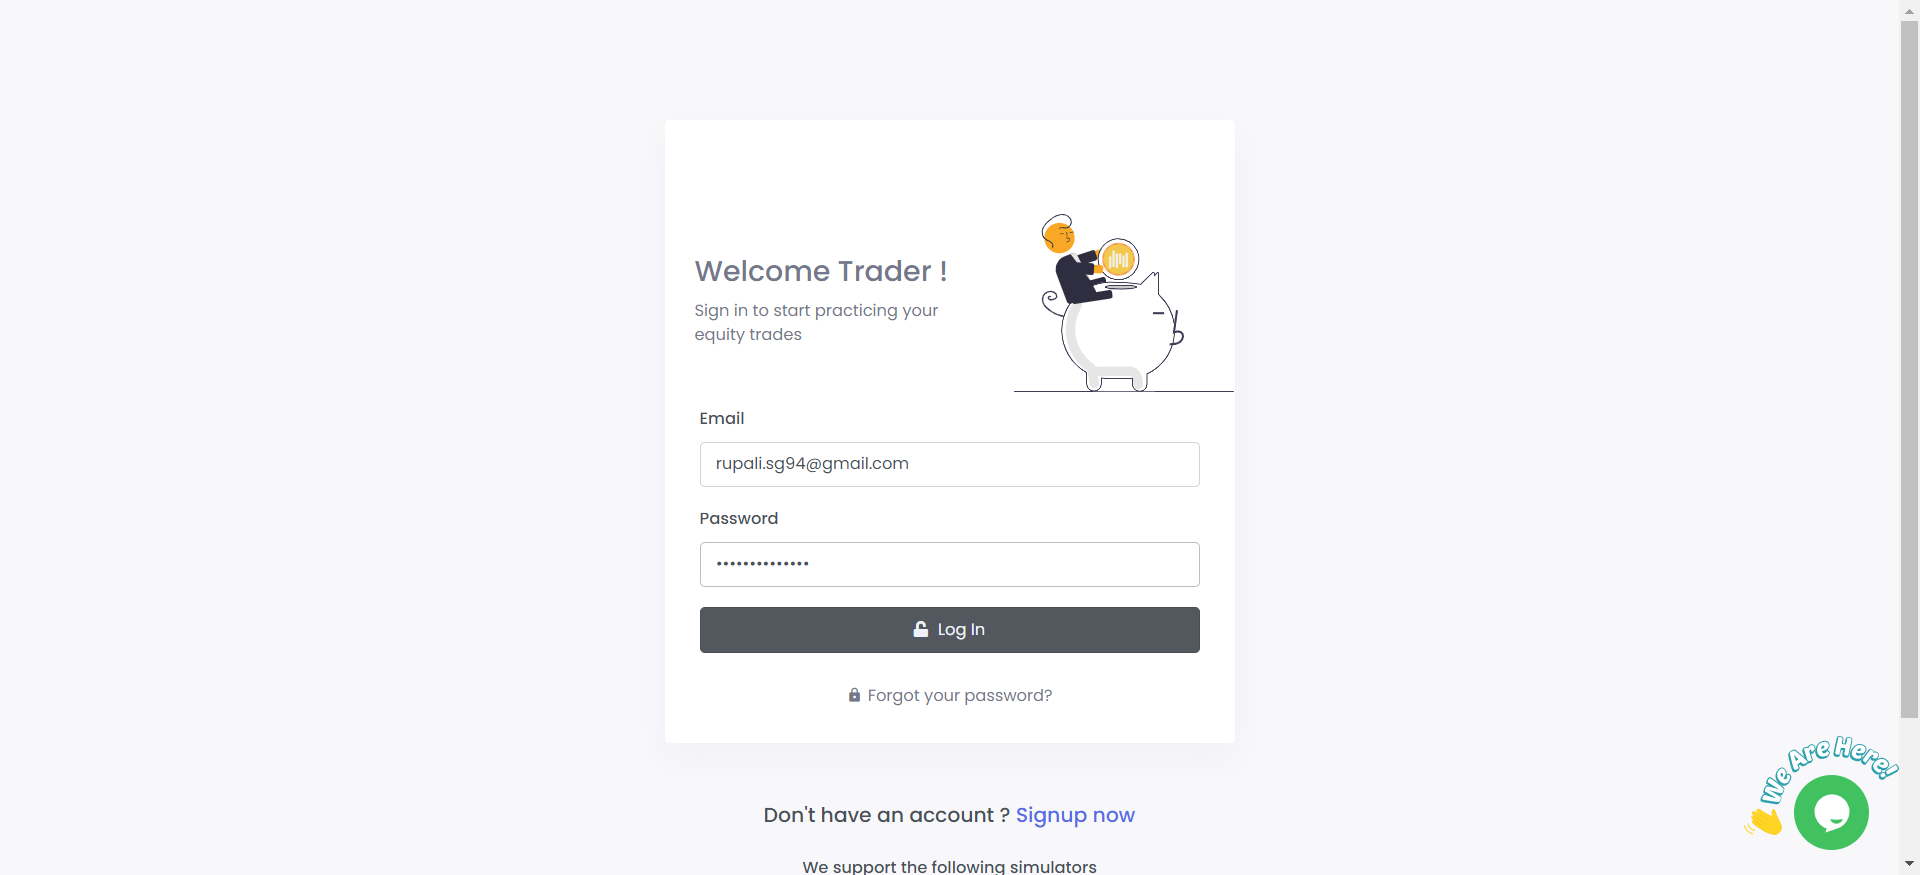 Welcome Trader !
Sign in to start practicing your
equity trades
Email
rupali.sg94@gmail.com
Password
••••••••••••••
Log In
Forgot your password?
Don't have an account ? Signup now
We support the following simulators
We Are Here!